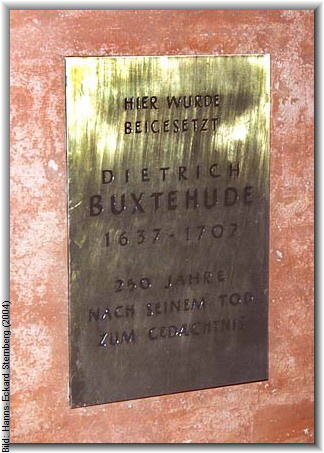 HIER WURDE
BEIGESETZT
DIETRICH
BUXTEHUDE
1637-1707
250 JAHRE
NACH SEINEM TOD
ZUM GEDÄCHTNIS
Bild: Hanns-Eckard Sternberg (2004)